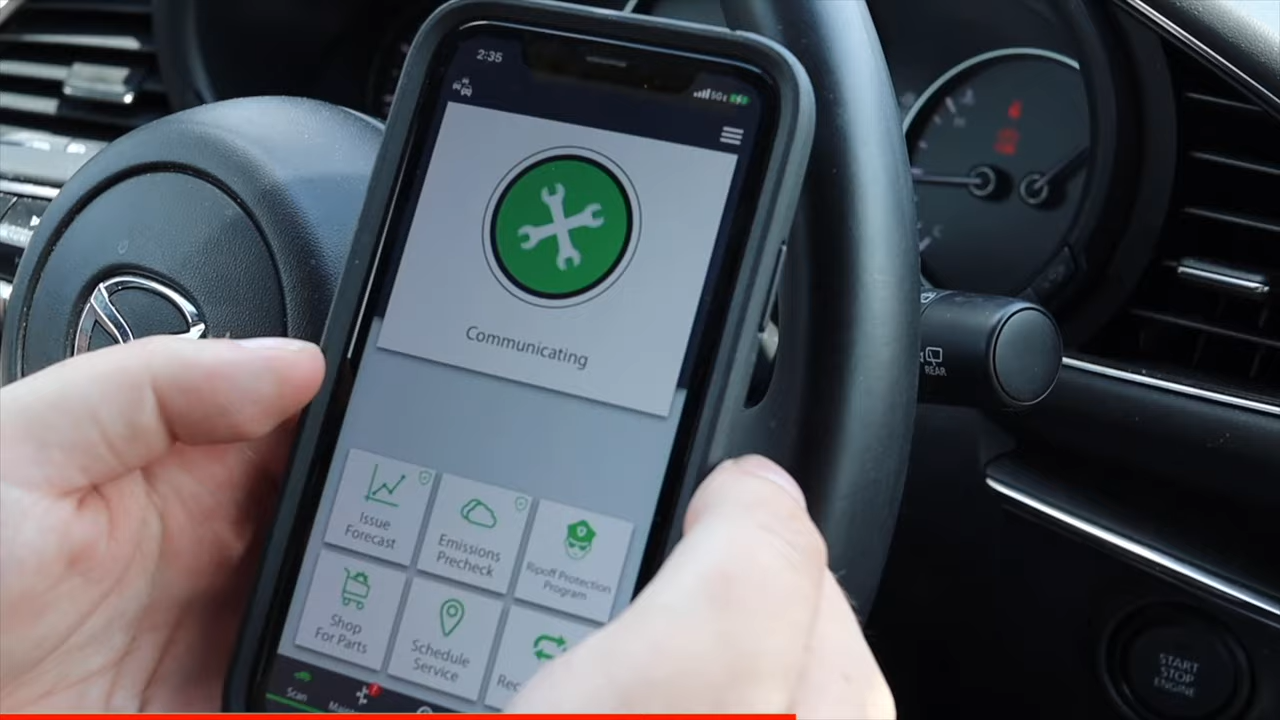 2:35
5G
Communicating
Issue
Forecast
Emissions
Precheck
Ripoff Protection
Program
Shop
For Parts
Schedule
Service
Scan
REAR
START
STOP
ENGINE